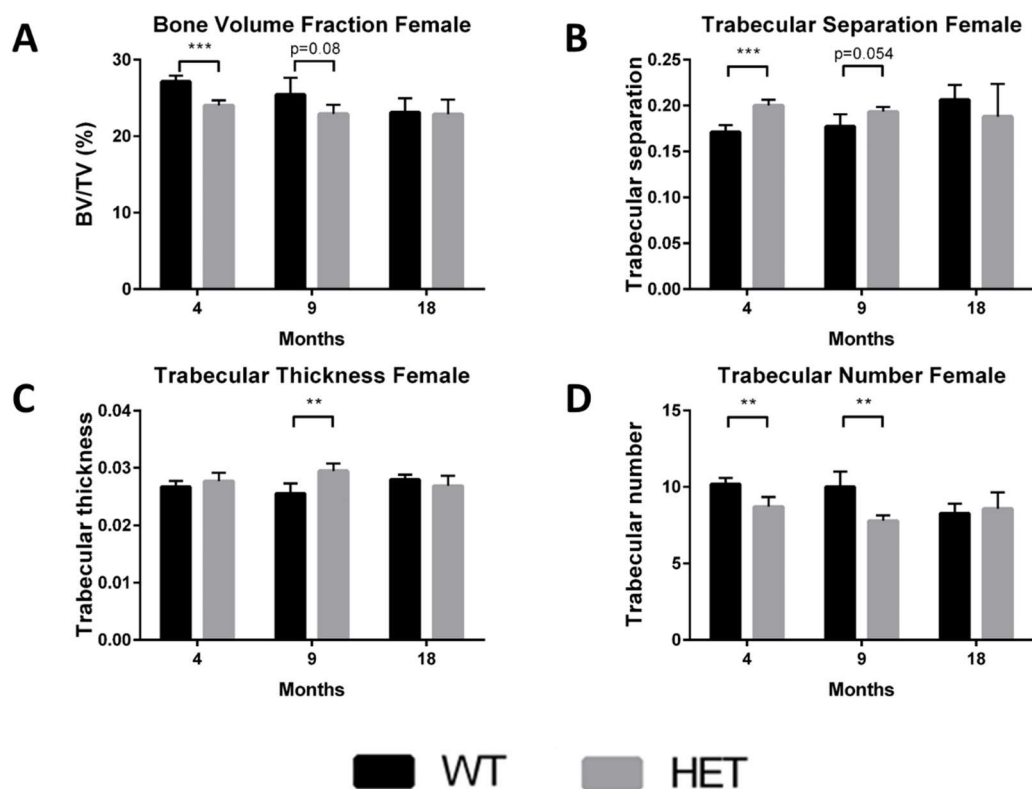 A
Bone Volume Fraction Female
***
p=0.08
BV/TV (%)
30
20
10
0
4 9 18
Months
B
Trabecular Separation Female
***
p=0.054
Trabecular separation
0.25
0.20
0.15
0.10
0.05
0.00
4 9 18
Months
C
Trabecular Thickness Female
**
Trabecular thickness
0.04
0.03
0.02
0.01
0.00
4 9 18
Months
D
Trabecular Number Female
** **
Trabecular number
15
10
5
0
4 9 18
Months
WT HET